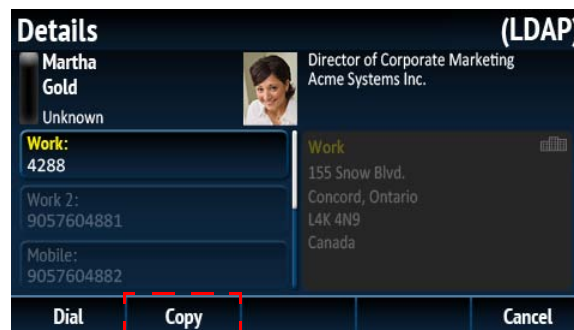 Details
(LDAP)
Martha
Gold
Unknown
Director of Corporate Marketing
Acme Systems Inc.
Work:
4288
Work 2:
9057604881
Mobile:
9057604882
Work
155 Snow Blvd.
Concord, Ontario
L4K 4N9
Canada
Dial
Copy
Cancel